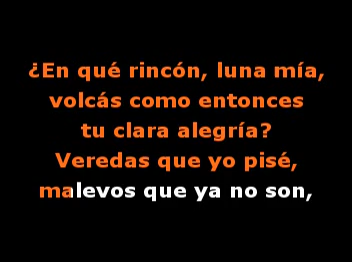 ¿En qué rincón, luna mía,
volcás como entonces
tu clara alegría?
Veredas que yo pisé,
malevos que ya no son,